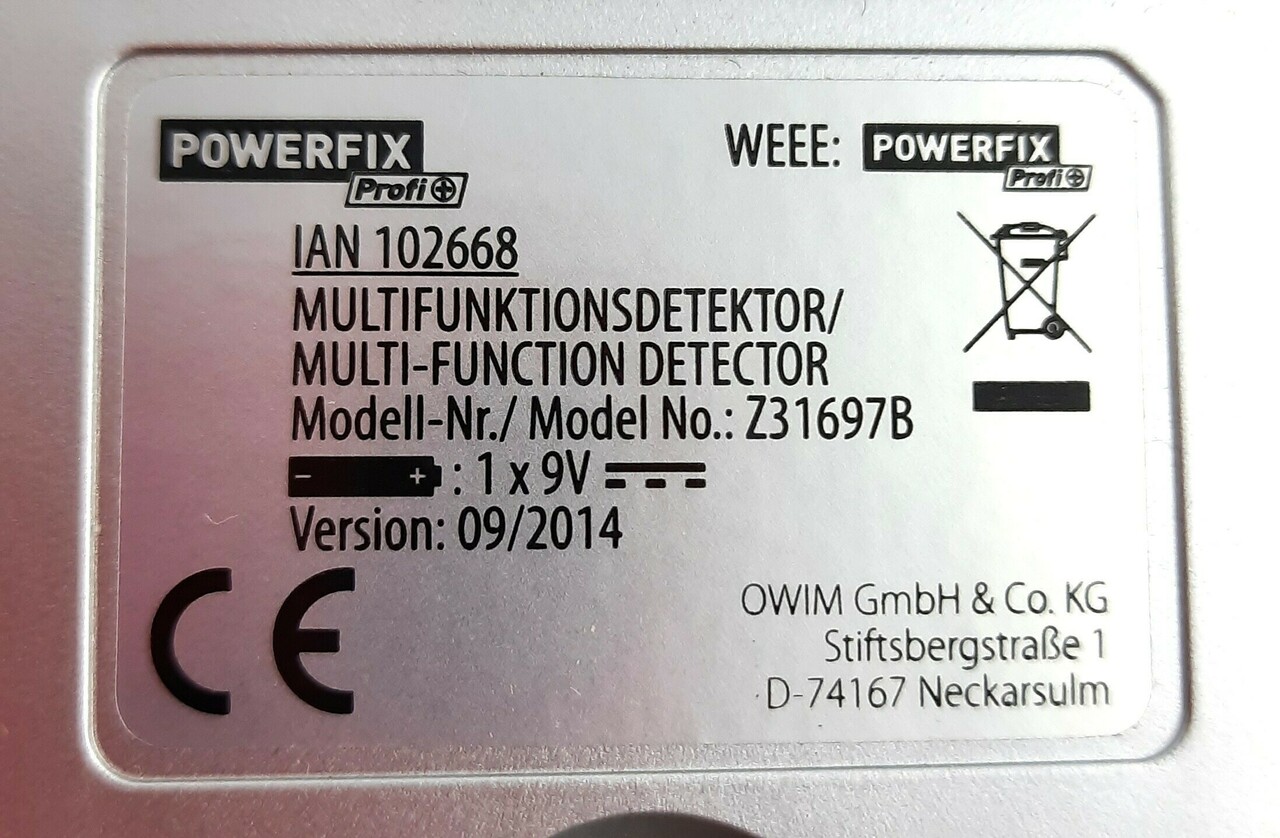 POWERFIX
Profi+
WEEE: POWERFIX
Profi+
IAN 102668
MULTIFUNKTIONSDETEKTOR/
MULTI-FUNCTION DETECTOR
Modell-Nr./ Model No.: Z31697B
- + : 1 x 9V
Version: 09/2014
CE
OWIM GmbH & Co. KG
Stiftsbergstraße 1
D-74167 Neckarsulm